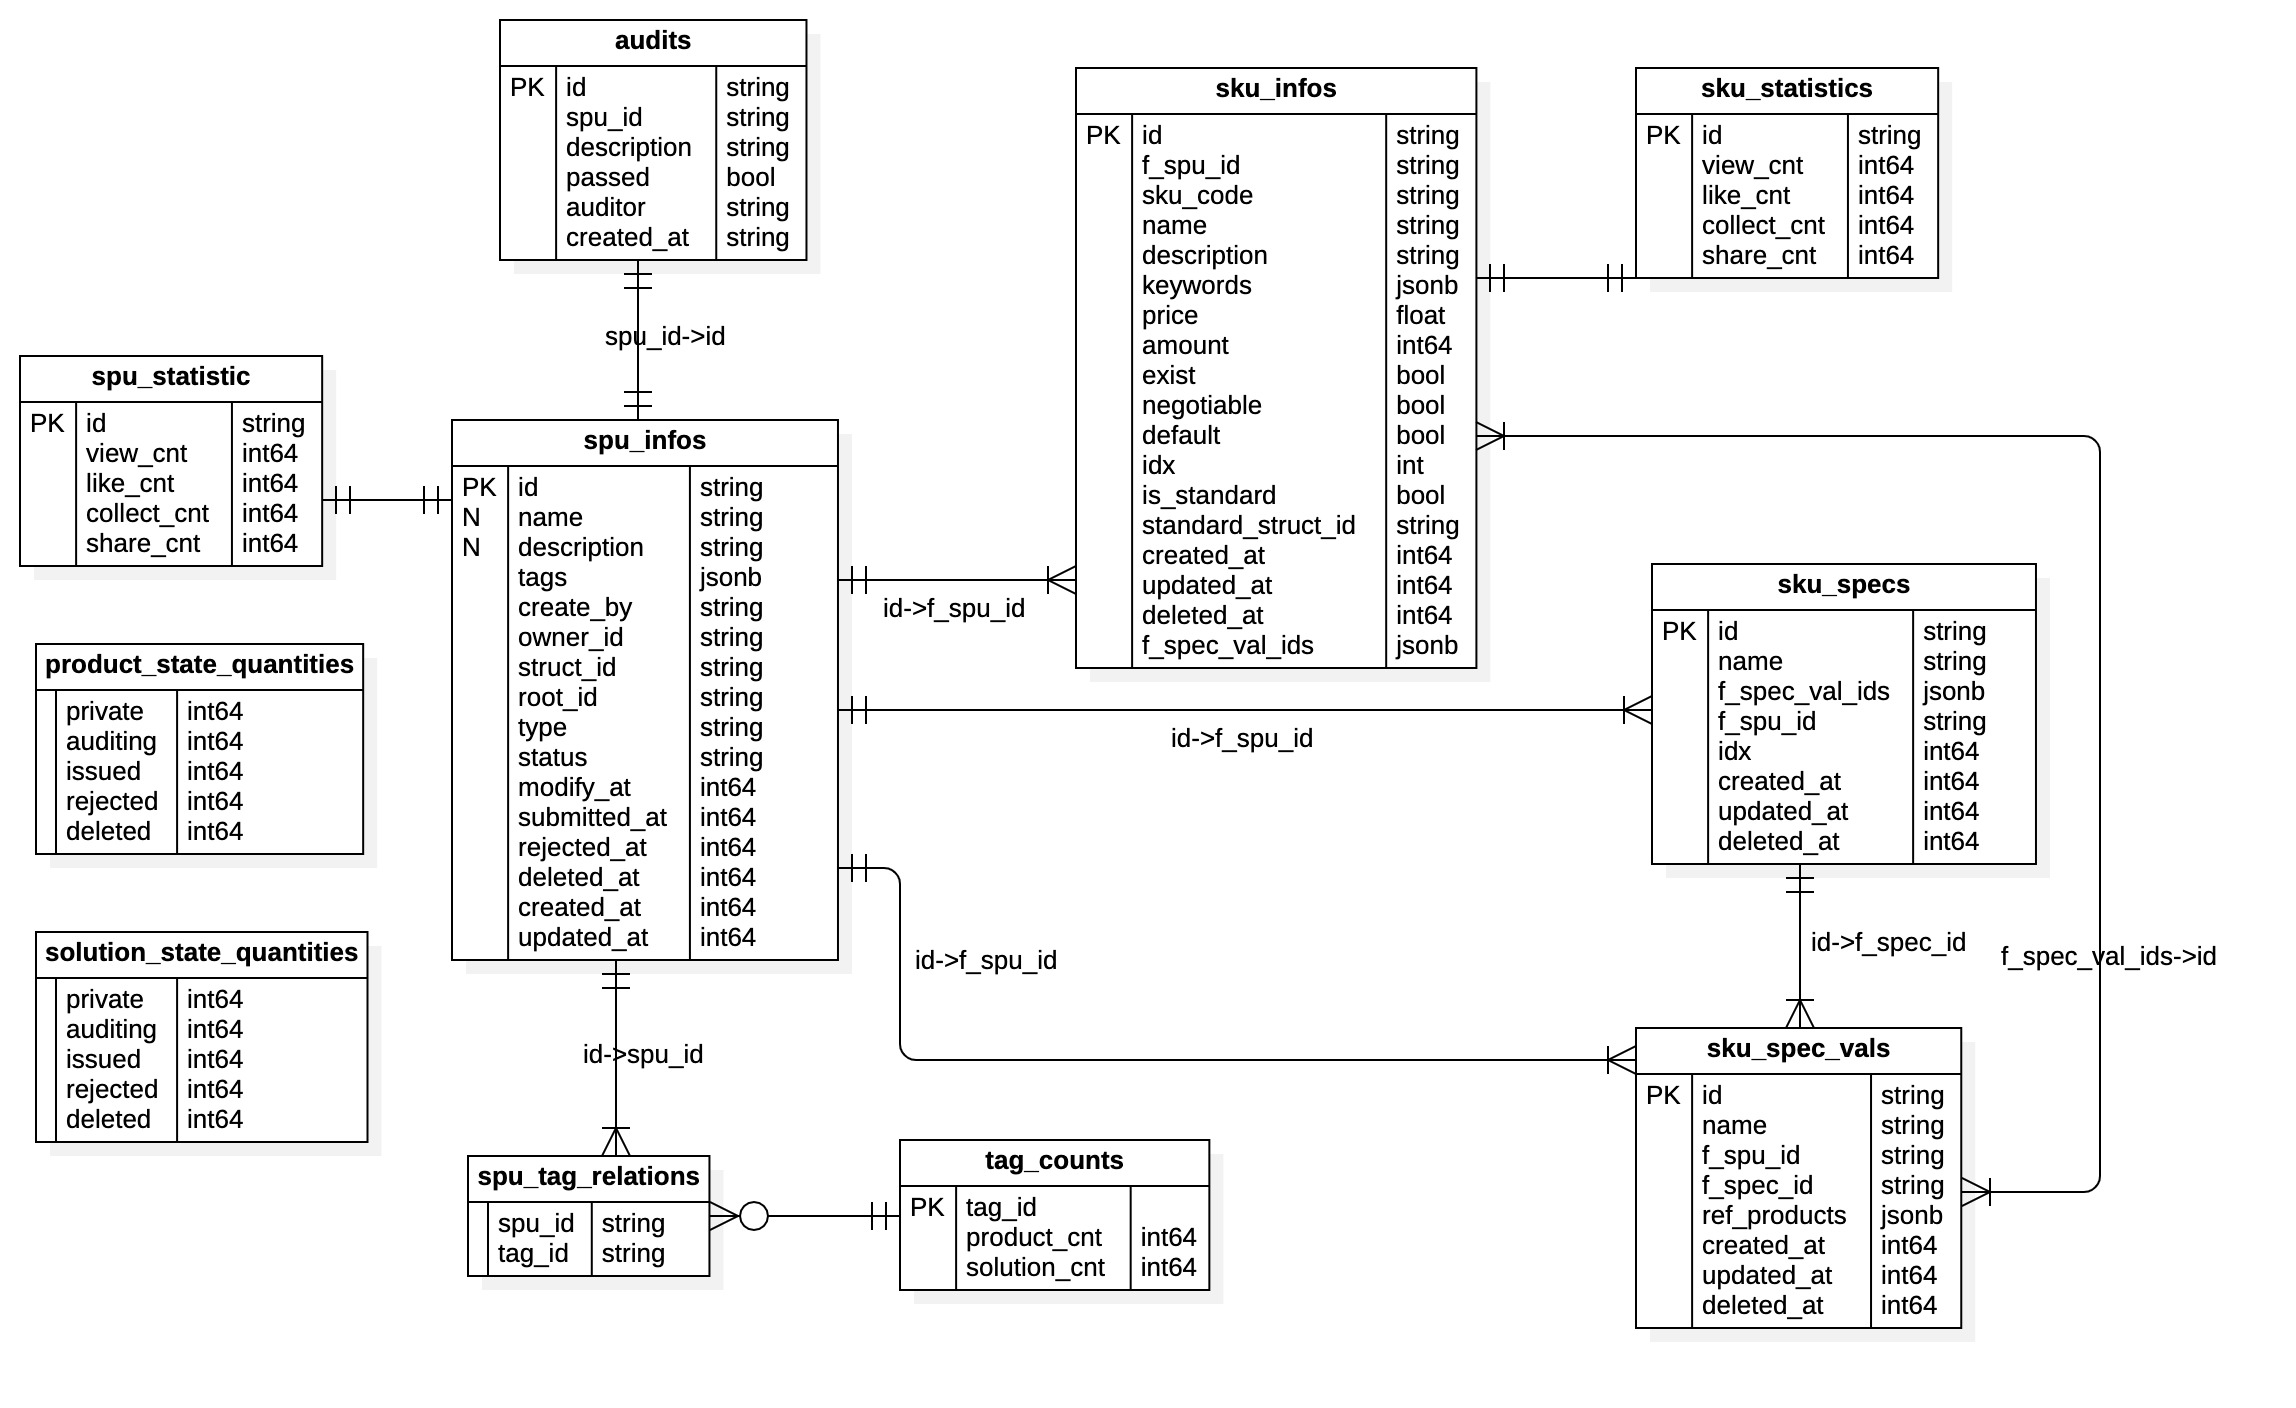 audits
PK id string
spu_id string
description string
passed bool
auditor string
created_at string
spu_id->id
spu_statistic
PK id string
view_cnt int64
like_cnt int64
collect_cnt int64
share_cnt int64
spu_infos
PK id string
N name string
N description string
tags jsonb
create_by string
owner_id string
struct_id string
root_id string
type string
status string
modify_at int64
submitted_at int64
rejected_at int64
deleted_at int64
created_at int64
updated_at int64
product_state_quantities
private int64
auditing int64
issued int64
rejected int64
deleted int64
solution_state_quantities
private int64
auditing int64
issued int64
rejected int64
deleted int64
id->spu_id
spu_tag_relations
spu_id string
tag_id string
tag_counts
PK tag_id
product_cnt int64
solution_cnt int64
sku_infos
PK id string
f_spu_id string
sku_code string
name string
description string
keywords jsonb
price float
amount int64
exist bool
negotiable bool
default bool
idx int
is_standard bool
standard_struct_id string
created_at int64
updated_at int64
deleted_at int64
f_spec_val_ids jsonb
id->f_spu_id
id->f_spu_id
id->f_spu_id
sku_statistics
PK id string
view_cnt int64
like_cnt int64
collect_cnt int64
share_cnt int64
sku_specs
PK id string
name string
f_spec_val_ids jsonb
f_spu_id string
idx int64
created_at int64
updated_at int64
deleted_at int64
id->f_spec_id
f_spec_val_ids->id
sku_spec_vals
PK id string
name string
f_spu_id string
f_spec_id string
ref_products jsonb
created_at int64
updated_at int64
deleted_at int64